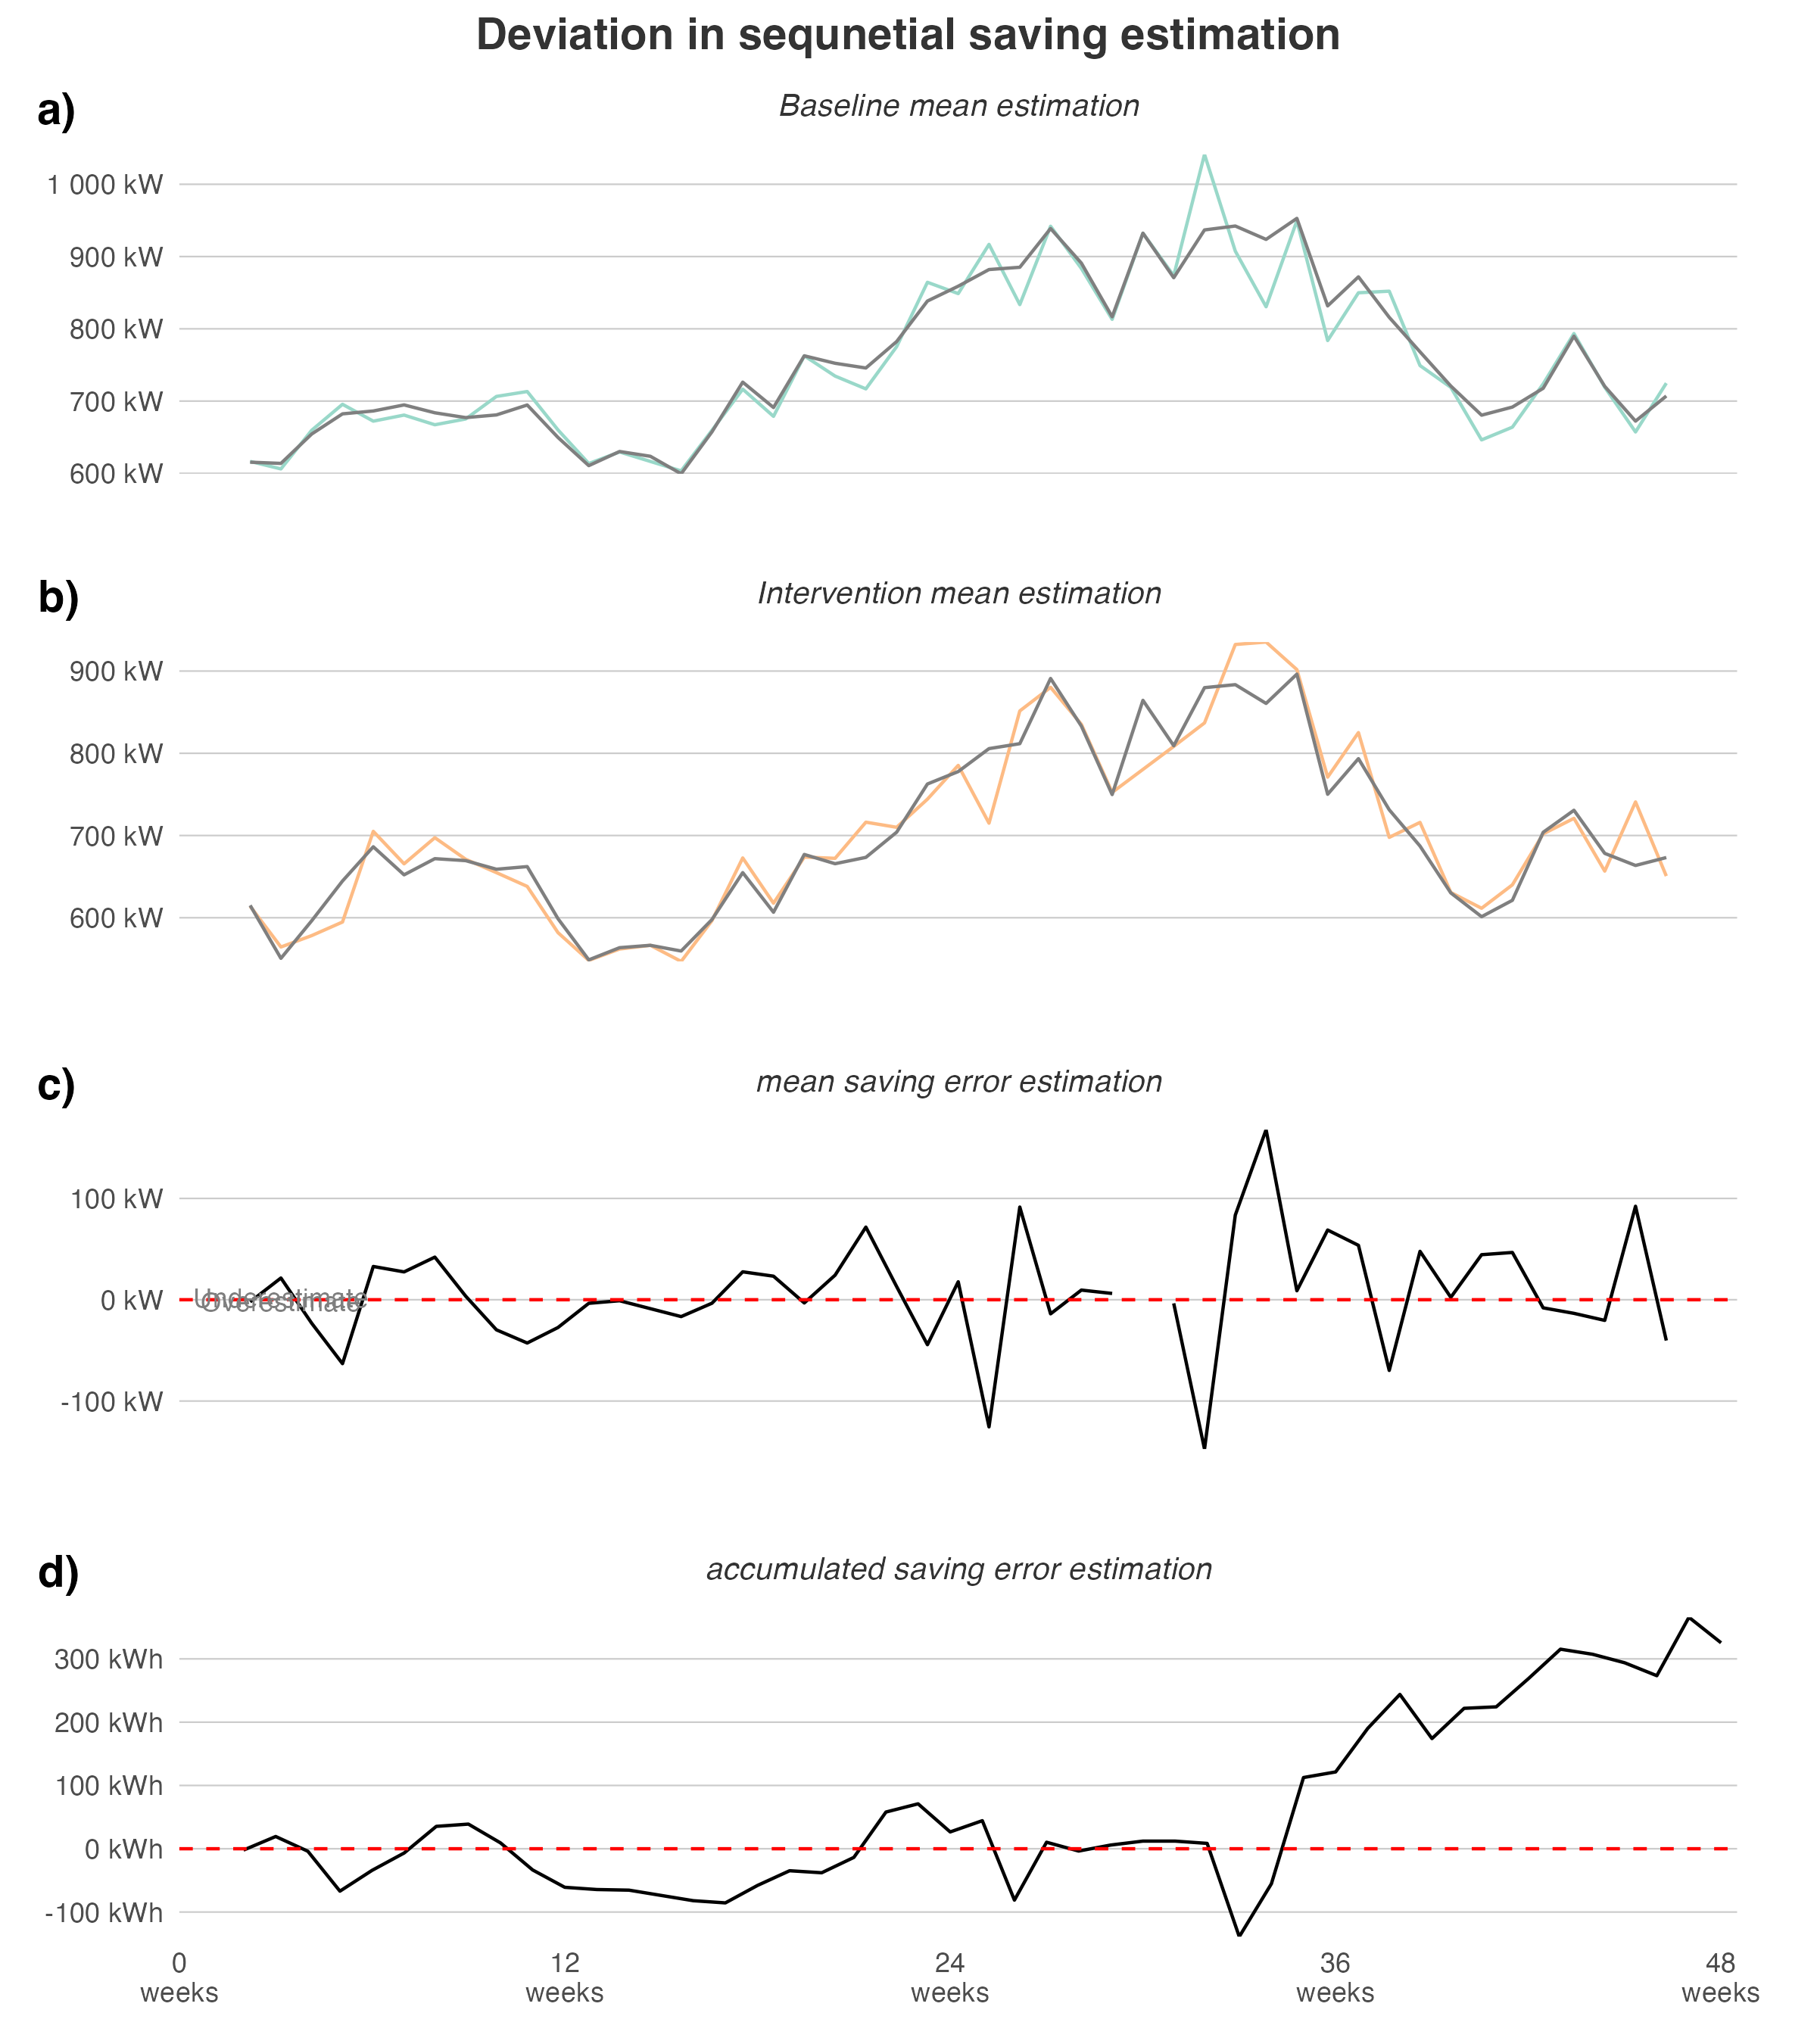 Deviation in sequnetial saving estimation
a)
Baseline mean estimation
1 000 kW
900 kW
800 kW
700 kW
600 kW
b)
Intervention mean estimation
900 kW
800 kW
700 kW
600 kW
c)
mean saving error estimation
100 kW
0 kW
-100 kW
Underestimate
Overestimate
d)
accumulated saving error estimation
300 kWh
200 kWh
100 kWh
0 kWh
-100 kWh
0 12 24 36 48
weeks weeks weeks weeks weeks